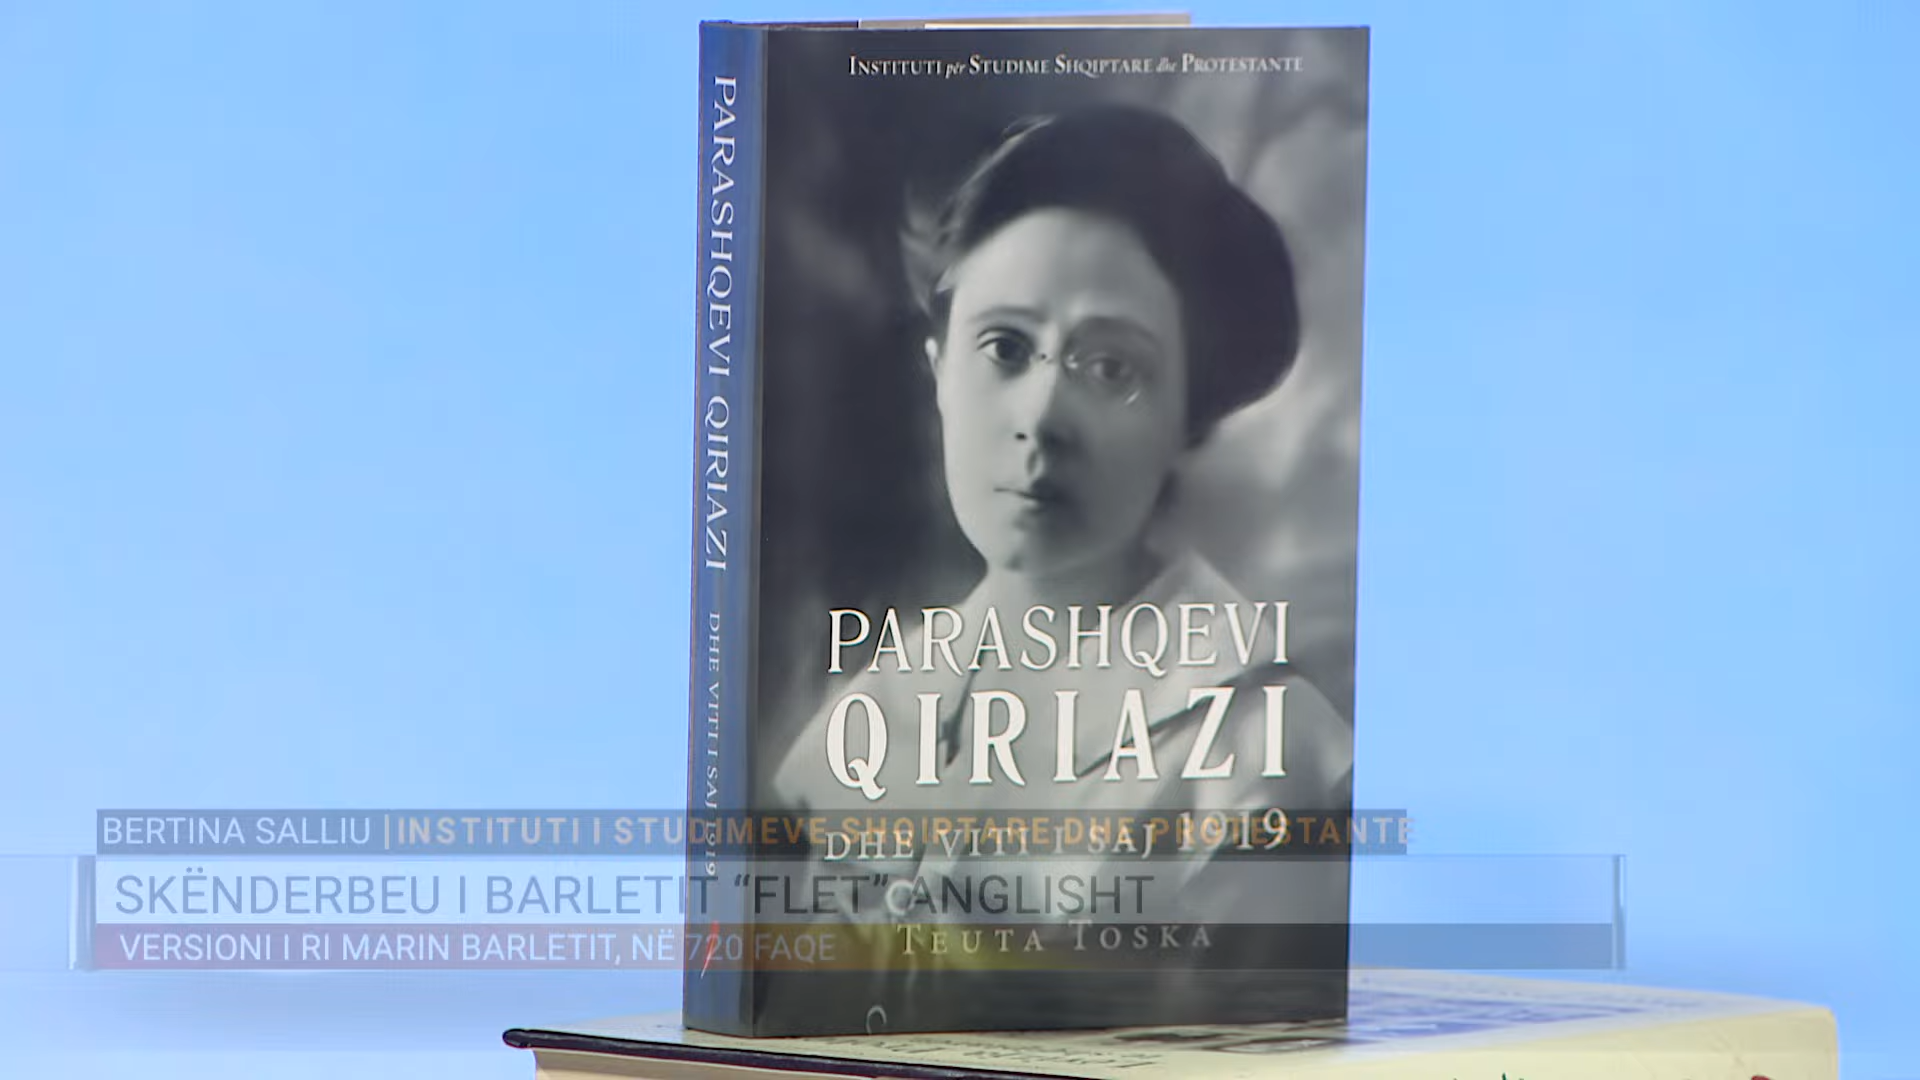 INSTITUTI për STUDIME SHQIPTARE dhe PROTESTANTE
PARASHQEVI QIRIAZI DHE VITI I SAJ 1919
PARASHQEVI
QIRIAZI
DHE VITI I SAJ 1919
TEUTA TOSKA
BERTINA SALLIU | INSTITUTI I STUDIMEVE SHQIPTARE DHE PROTESTANTE
SKËNDERBEU I BARLETIT “FLET” ANGLISHT
VERSIONI I RI MARIN BARLETIT, NË 720 FAQE